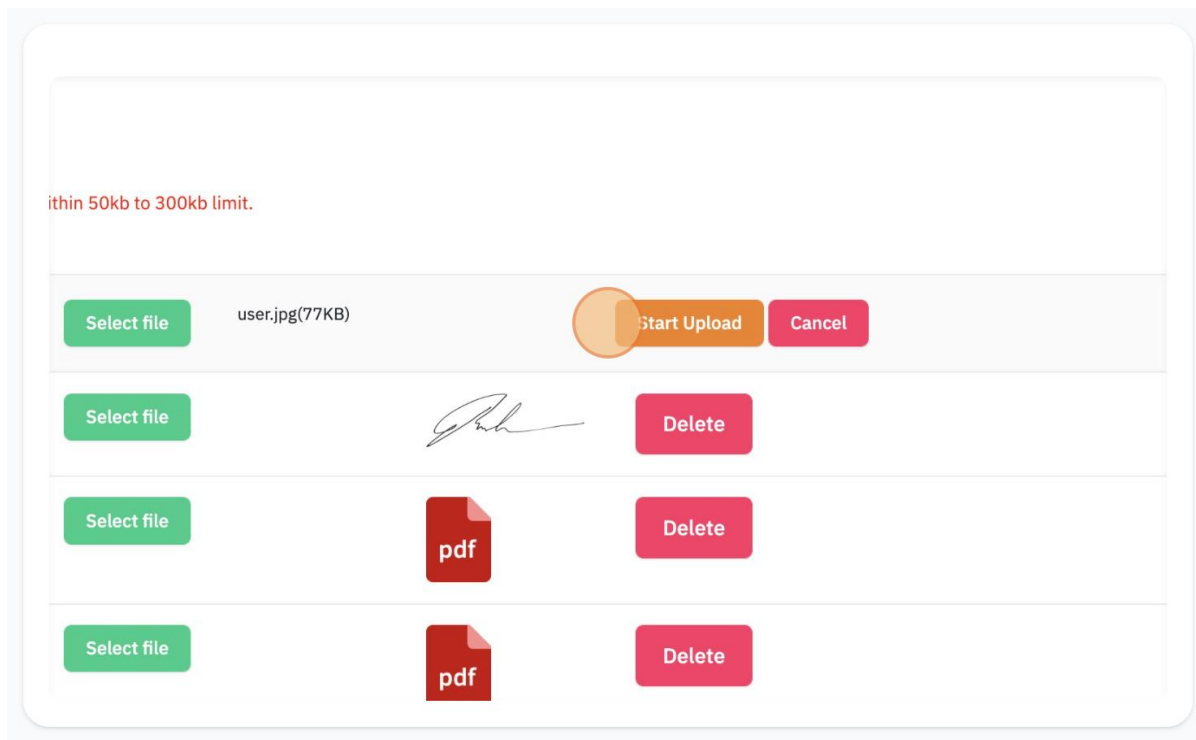 ithin 50kb to 300kb limit.
Select file user.jpg(77KB) Start Upload Cancel
Select file Delete
Select file pdf Delete
Select file pdf Delete